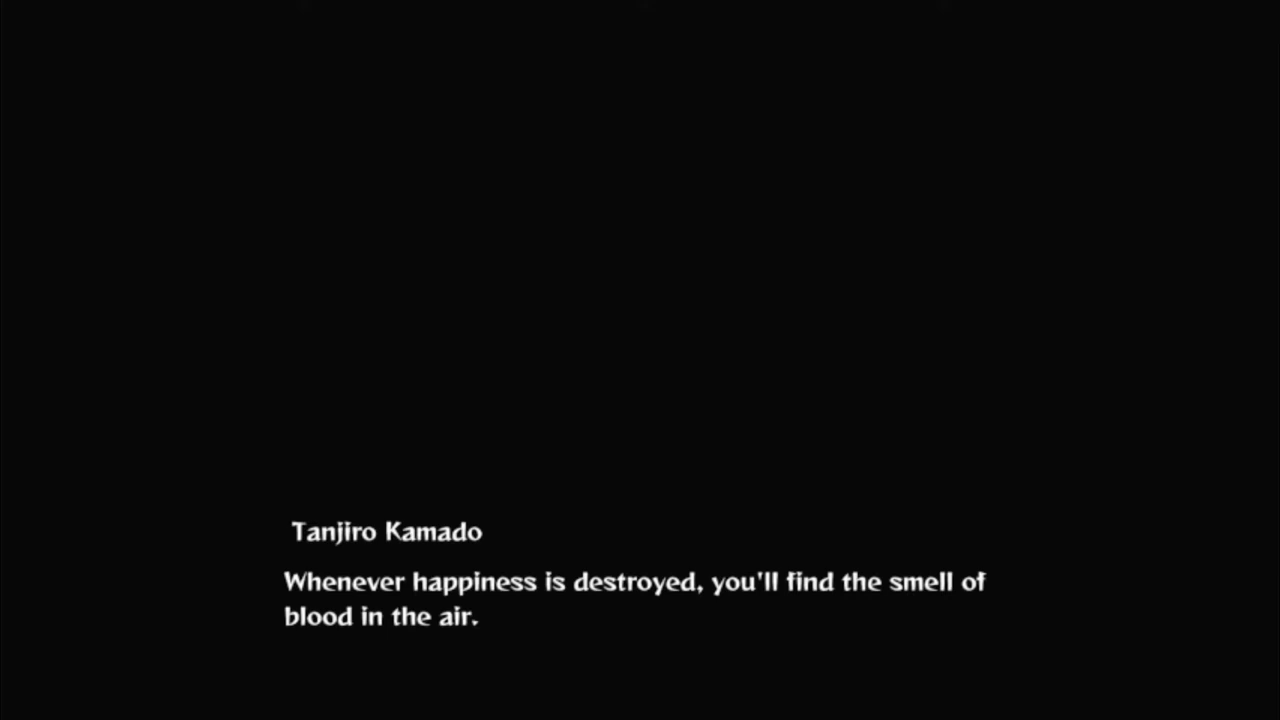 Tanjiro Kamado
Whenever happiness is destroyed, you'll find the smell of
blood in the air.